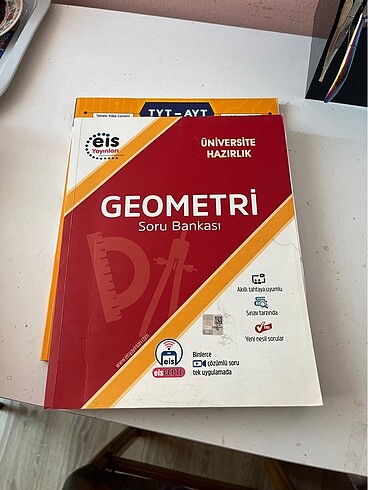 TYT - AYT
eis
Yayınları
ÜNİVERSİTE
HAZIRLIK
GEOMETRİ
Soru Bankası
Akıllı tahtaya uyumlu
Sınav tarzında
Yeni nesil sorular
eis
Binlerce
çözümlü soru
tek uygulamada